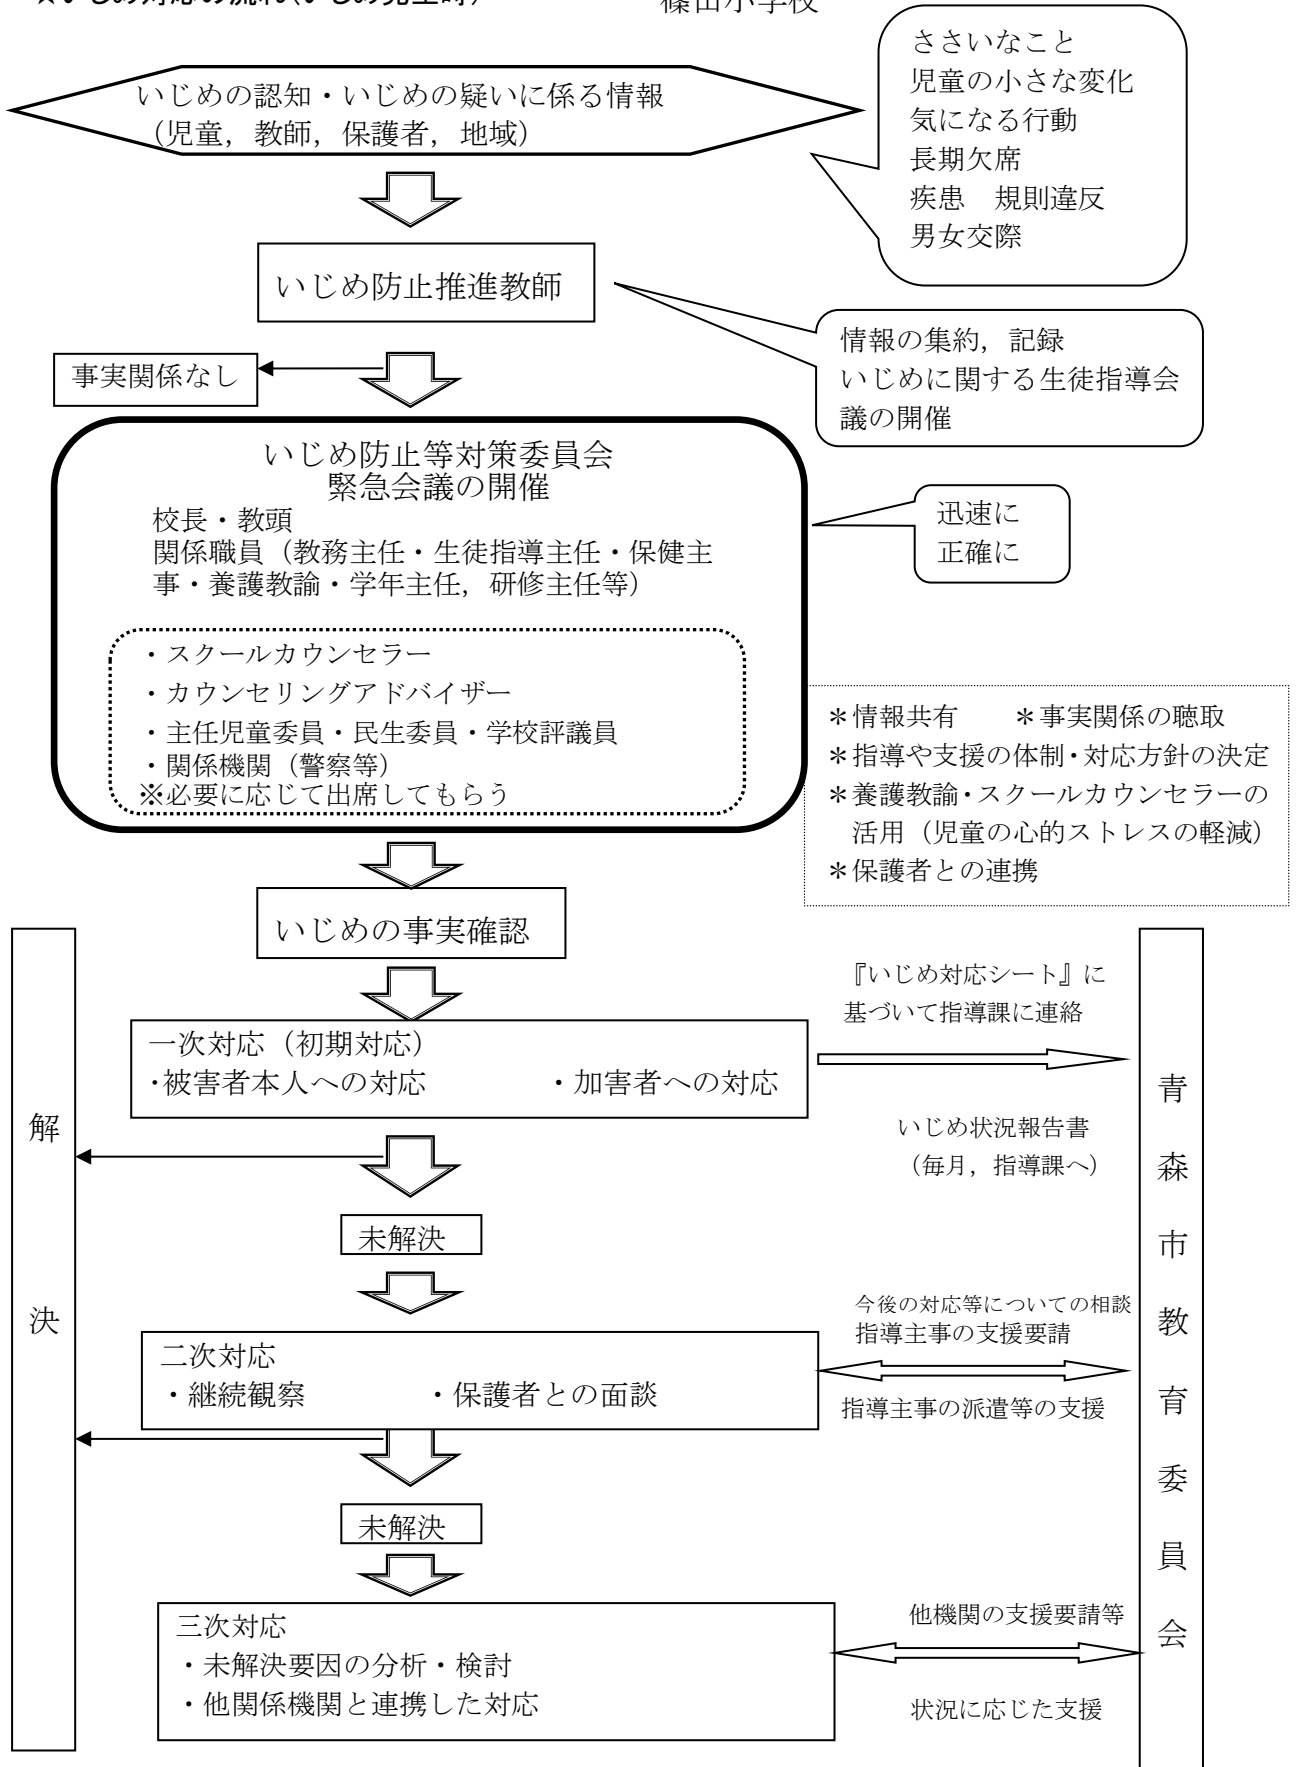 ★いじめ対応の流れ(いじめ発生時)
篠田小学校
ささいなこと
児童の小さな変化
気になる行動
長期欠席
疾患　規則違反
男女交際
いじめの認知・いじめの疑いに係る情報
（児童，教師，保護者，地域）
いじめ防止推進教師
情報の集約，記録
いじめに関する生徒指導会
議の開催
事実関係なし
いじめ防止等対策委員会
緊急会議の開催
校長・教頭
関係職員（教務主任・生徒指導主任・保健主
事・養護教諭・学年主任，研修主任等）
迅速に
正確に
・スクールカウンセラー
・カウンセリングアドバイザー
・主任児童委員・民生委員・学校評議員
・関係機関（警察等）
※必要に応じて出席してもらう
＊情報共有　　＊事実関係の聴取
＊指導や支援の体制・対応方針の決定
＊養護教諭・スクールカウンセラーの
活用（児童の心的ストレスの軽減）
＊保護者との連携
いじめの事実確認
『いじめ対応シート』に
基づいて指導課に連絡
一次対応（初期対応）
・被害者本人への対応　　　　・加害者への対応
いじめ状況報告書
（毎月，指導課へ）
未解決
今後の対応等についての相談
指導主事の支援要請
二次対応
・継続観察　　　　・保護者との面談
指導主事の派遣等の支援
未解決
三次対応
・未解決要因の分析・検討
・他関係機関と連携した対応
他機関の支援要請等
状況に応じた支援
解決
青森市教育委員会